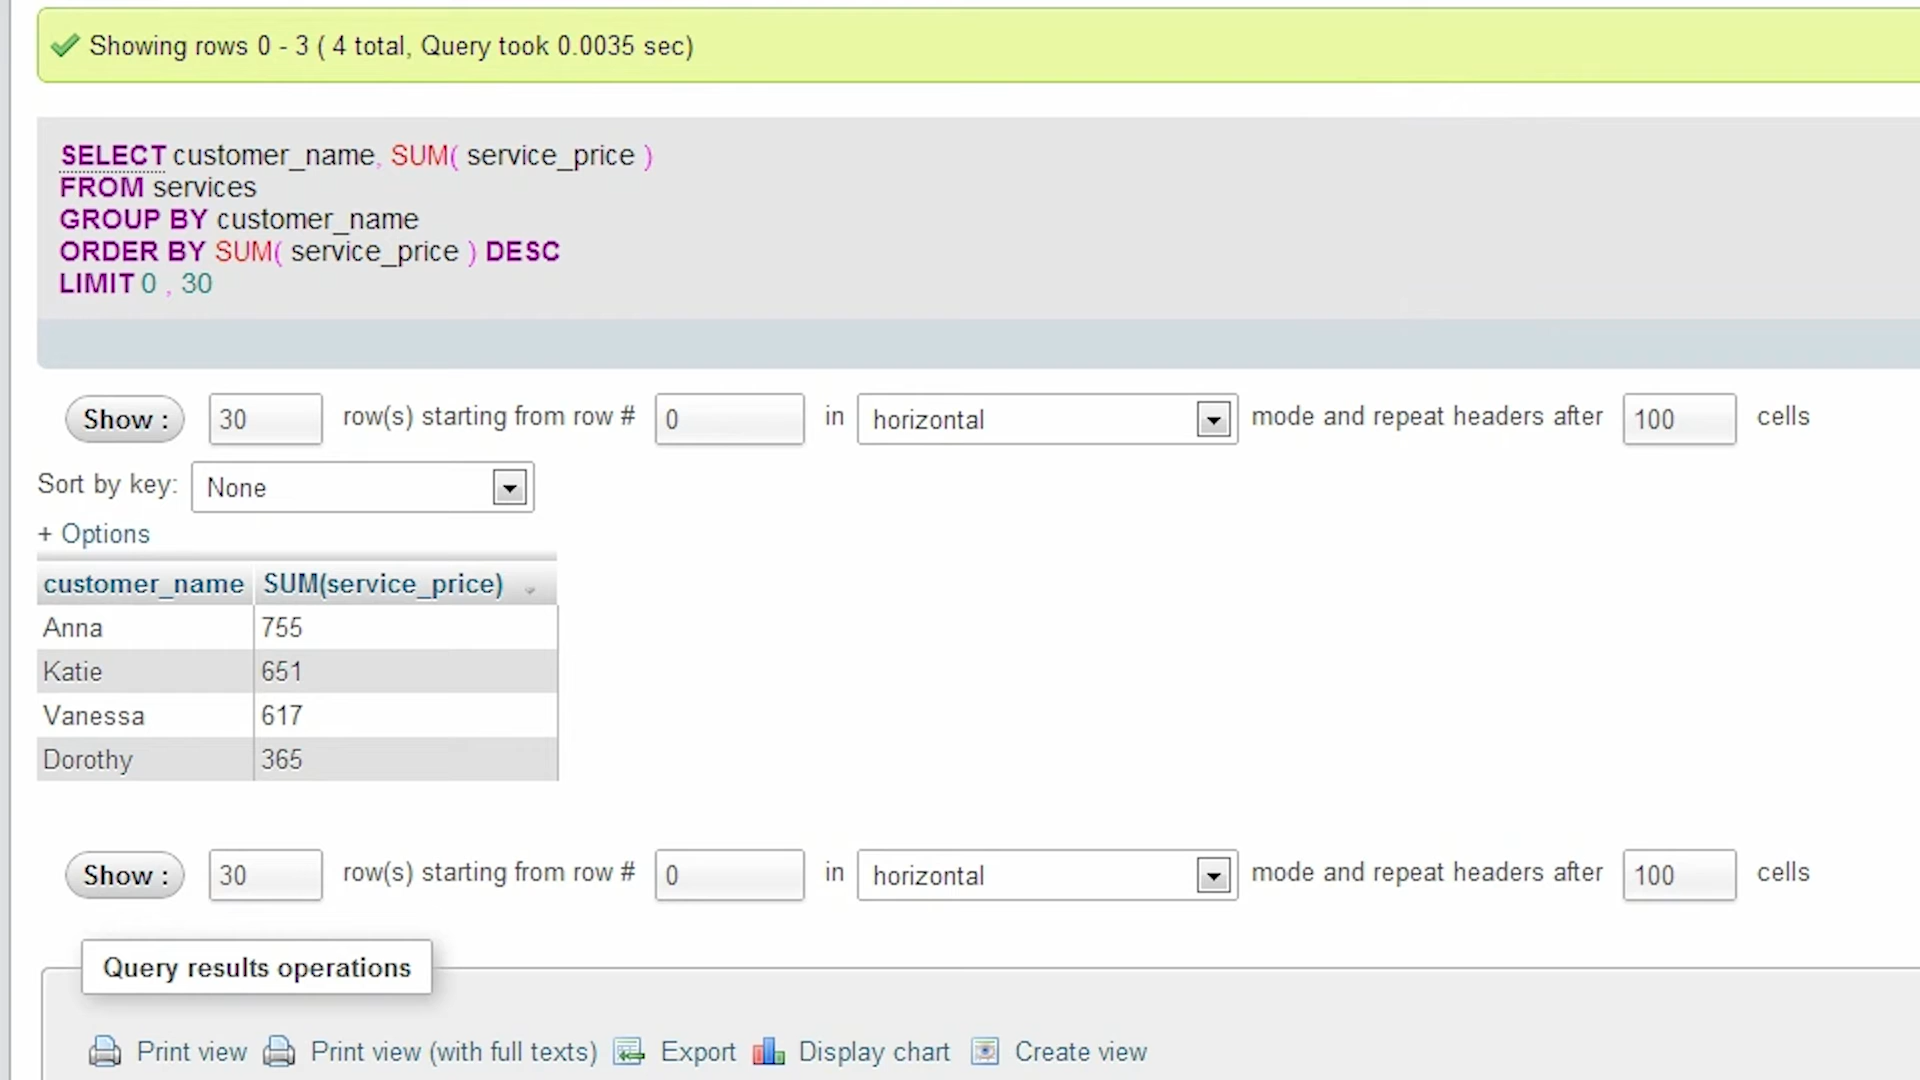 Showing rows 0 - 3 ( 4 total, Query took 0.0035 sec)
SELECT customer_name, SUM( service_price )
FROM services
GROUP BY customer_name
ORDER BY SUM( service_price ) DESC
LIMIT 0 , 30
Show : 30 row(s) starting from row # 0 in horizontal mode and repeat headers after 100 cells
Sort by key: None
+ Options
customer_name SUM(service_price)
Anna 755
Katie 651
Vanessa 617
Dorothy 365
Show : 30 row(s) starting from row # 0 in horizontal mode and repeat headers after 100 cells
Query results operations
Print view Print view (with full texts) Export Display chart Create view